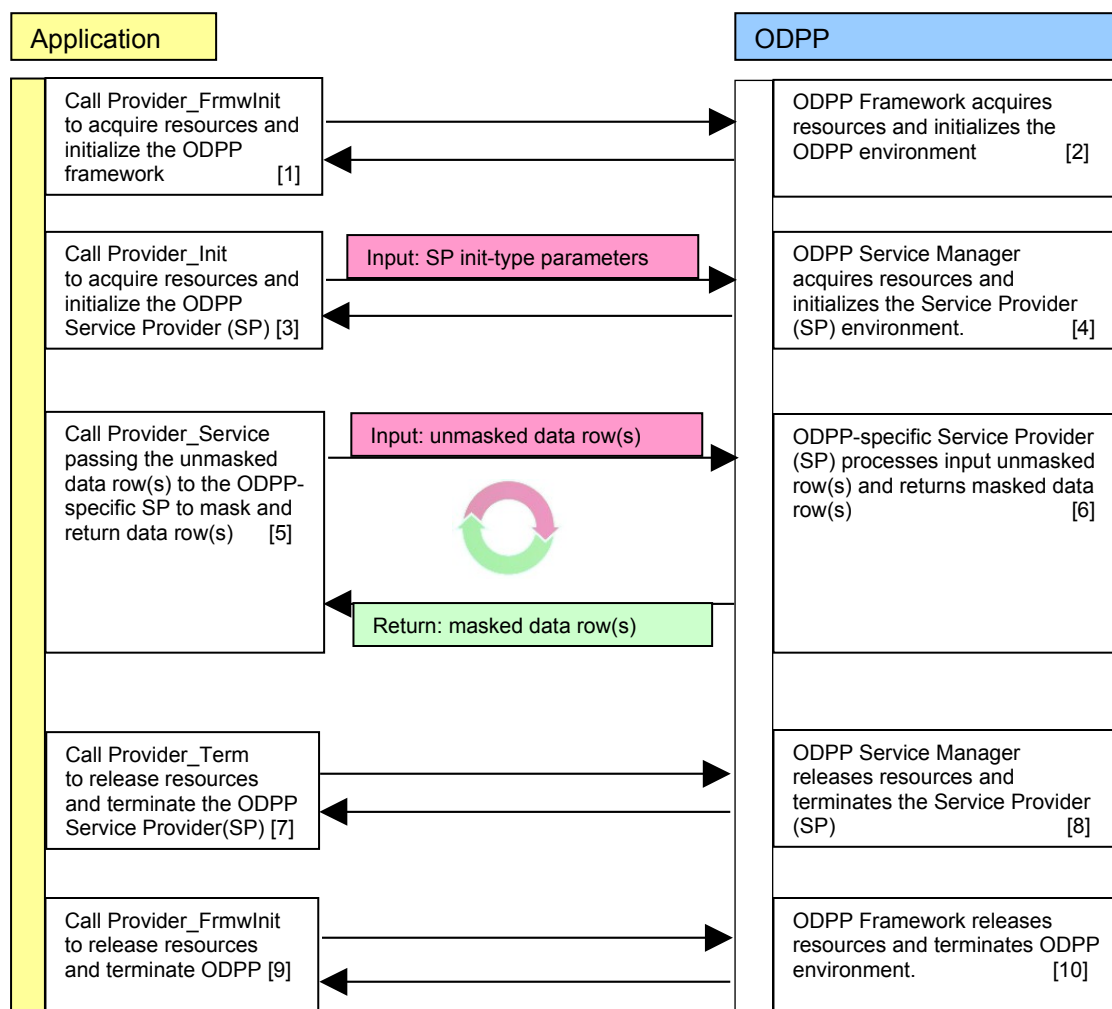 Application
ODPP
Call Provider_FrmwInit
to acquire resources and
initialize the ODPP
framework [1]
ODPP Framework acquires
resources and initializes the
ODPP environment [2]
Call Provider_Init
to acquire resources and
initialize the ODPP
Service Provider (SP) [3]
Input: SP init-type parameters
ODPP Service Manager
acquires resources and
initializes the Service Provider
(SP) environment. [4]
Call Provider_Service
passing the unmasked
data row(s) to the ODPP-
specific SP to mask and
return data row(s) [5]
Input: unmasked data row(s)
Return: masked data row(s)
ODPP-specific Service Provider
(SP) processes input unmasked
row(s) and returns masked data
row(s) [6]
Call Provider_Term
to release resources
and terminate the ODPP
Service Provider(SP) [7]
ODPP Service Manager
releases resources and
terminates the Service Provider
(SP) [8]
Call Provider_FrmwInit
to release resources
and terminate ODPP [9]
ODPP Framework releases
resources and terminates ODPP
environment. [10]